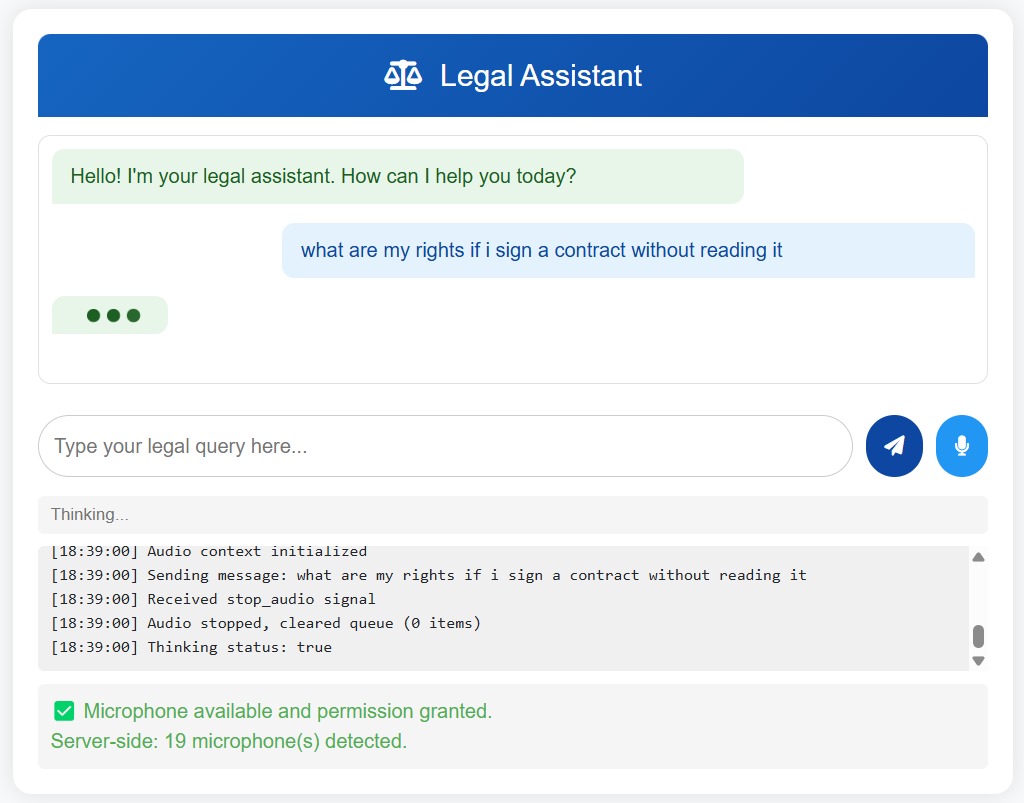 Legal Assistant
Hello! I'm your legal assistant. How can I help you today?
what are my rights if i sign a contract without reading it
Type your legal query here...
Thinking...
[18:39:00] Audio context initialized
[18:39:00] Sending message: what are my rights if i sign a contract without reading it
[18:39:00] Received stop_audio signal
[18:39:00] Audio stopped, cleared queue (0 items)
[18:39:00] Thinking status: true
Microphone available and permission granted.
Server-side: 19 microphone(s) detected.